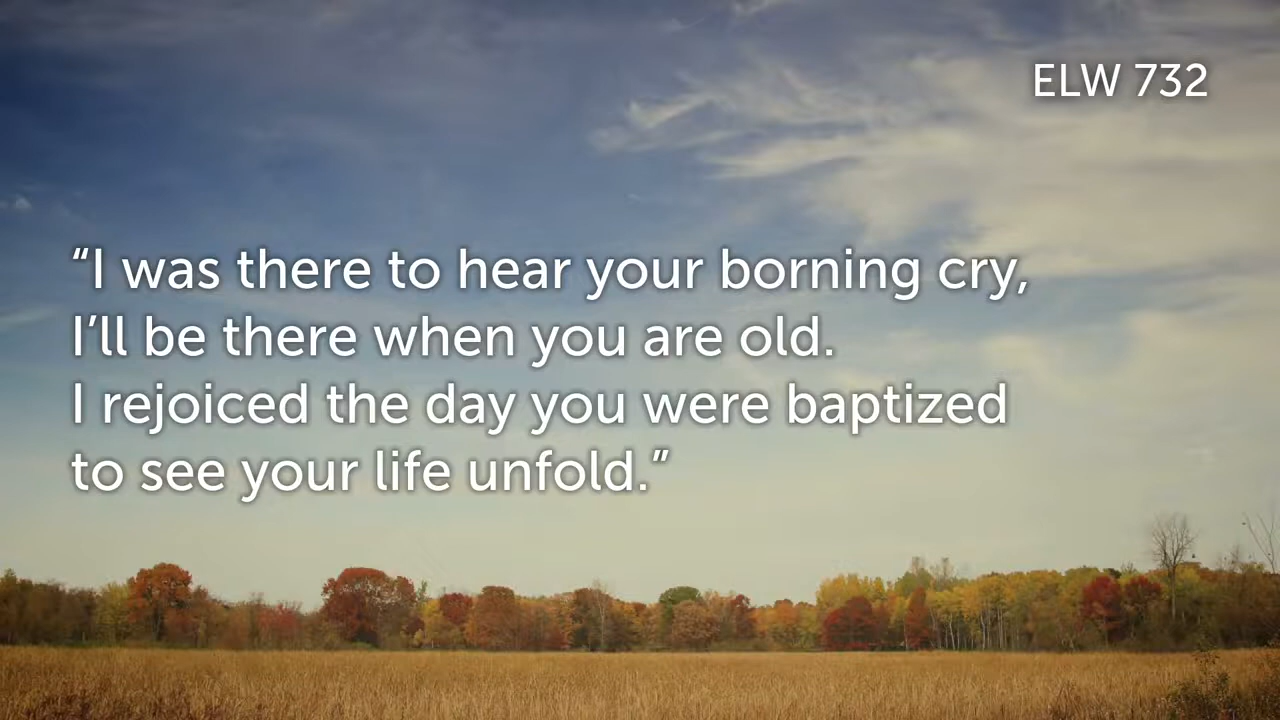 ELW 732
“I was there to hear your borning cry,
I’ll be there when you are old.
I rejoiced the day you were baptized
to see your life unfold.”